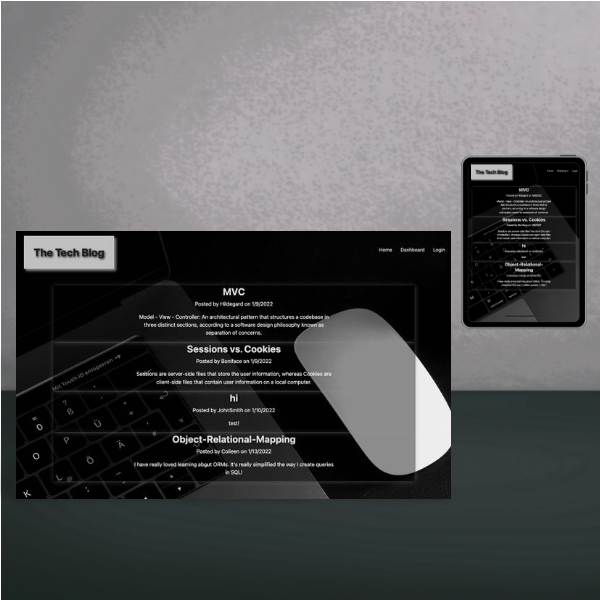 The Tech Blog
Home Dashboard Login
MVC
Posted by Hildegard on 1/9/2022
Model - View - Controller: An architectural pattern that structures a codebase in
three distinct sections, according to a software design philosophy known as
separation of concerns.
Sessions vs. Cookies
Posted by Boniface on 1/9/2022
Sessions are server-side files that store the user information, whereas Cookies are
client-side files that contain user information on a local computer.
hi
Posted by JohnSmith on 1/10/2022
test!
Object-Relational-Mapping
Posted by Colleen on 1/13/2022
I have really loved learning about ORMs. It's really simplified the way I create queries
in SQL!
Mit Touch ID entsperren
The Tech Blog
Home Dashboard Login
MVC
Sessions vs. Cookies
hi
Object-Relational-
Mapping